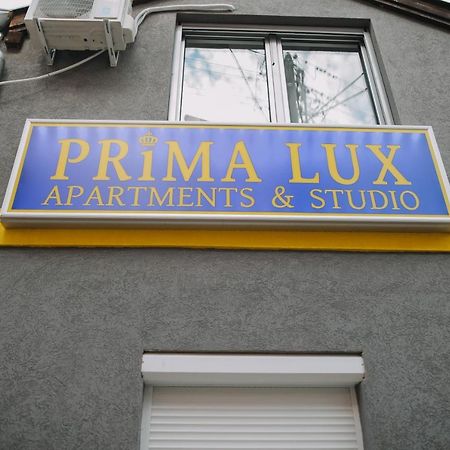 PRiMA LUX
APARTMENTS & STUDIO